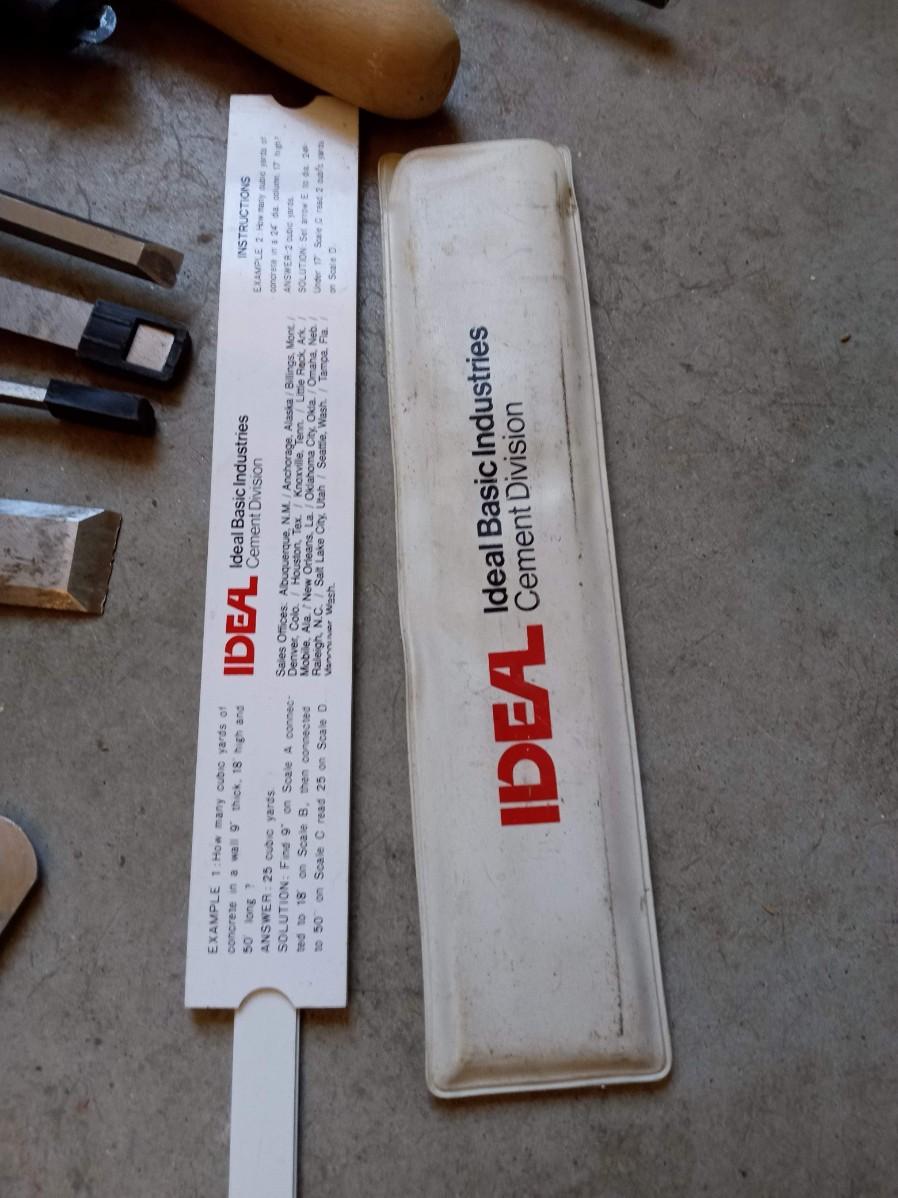 EXAMPLE 1: How many cubic yards of
concrete in a wall 9" thick, 18' high and
50' long ?
ANSWER: 25 cubic yards.
SOLUTION: Find 9" on Scale A connec-
ted to 18' on Scale B, then connected
to 50' on Scale C read 25 on Scale D
IDEAL Ideal Basic Industries
Cement Division
Sales Offices: Albuquerque, N.M. / Anchorage, Alaska / Billings, Mont. /
Denver, Colo. / Houston, Tex. / Knoxville, Tenn. / Little Rock, Ark. /
Mobile, Ala. / New Orleans, La. / Oklahoma City, Okla. / Omaha, Neb. /
Raleigh, N.C. / Salt Lake City, Utah / Seattle, Wash. / Tampa, Fla. /
Vancouver, Wash.
INSTRUCTIONS
EXAMPLE 2: How many cubic yards of
concrete in a 24" dia. column, 17' high?
ANSWER: 2 cubic yards.
SOLUTION: Set arrow E to dia. 24"
Under 17' Scale C read 2 cubic yards
on Scale D.
IDEAL Ideal Basic Industries
Cement Division